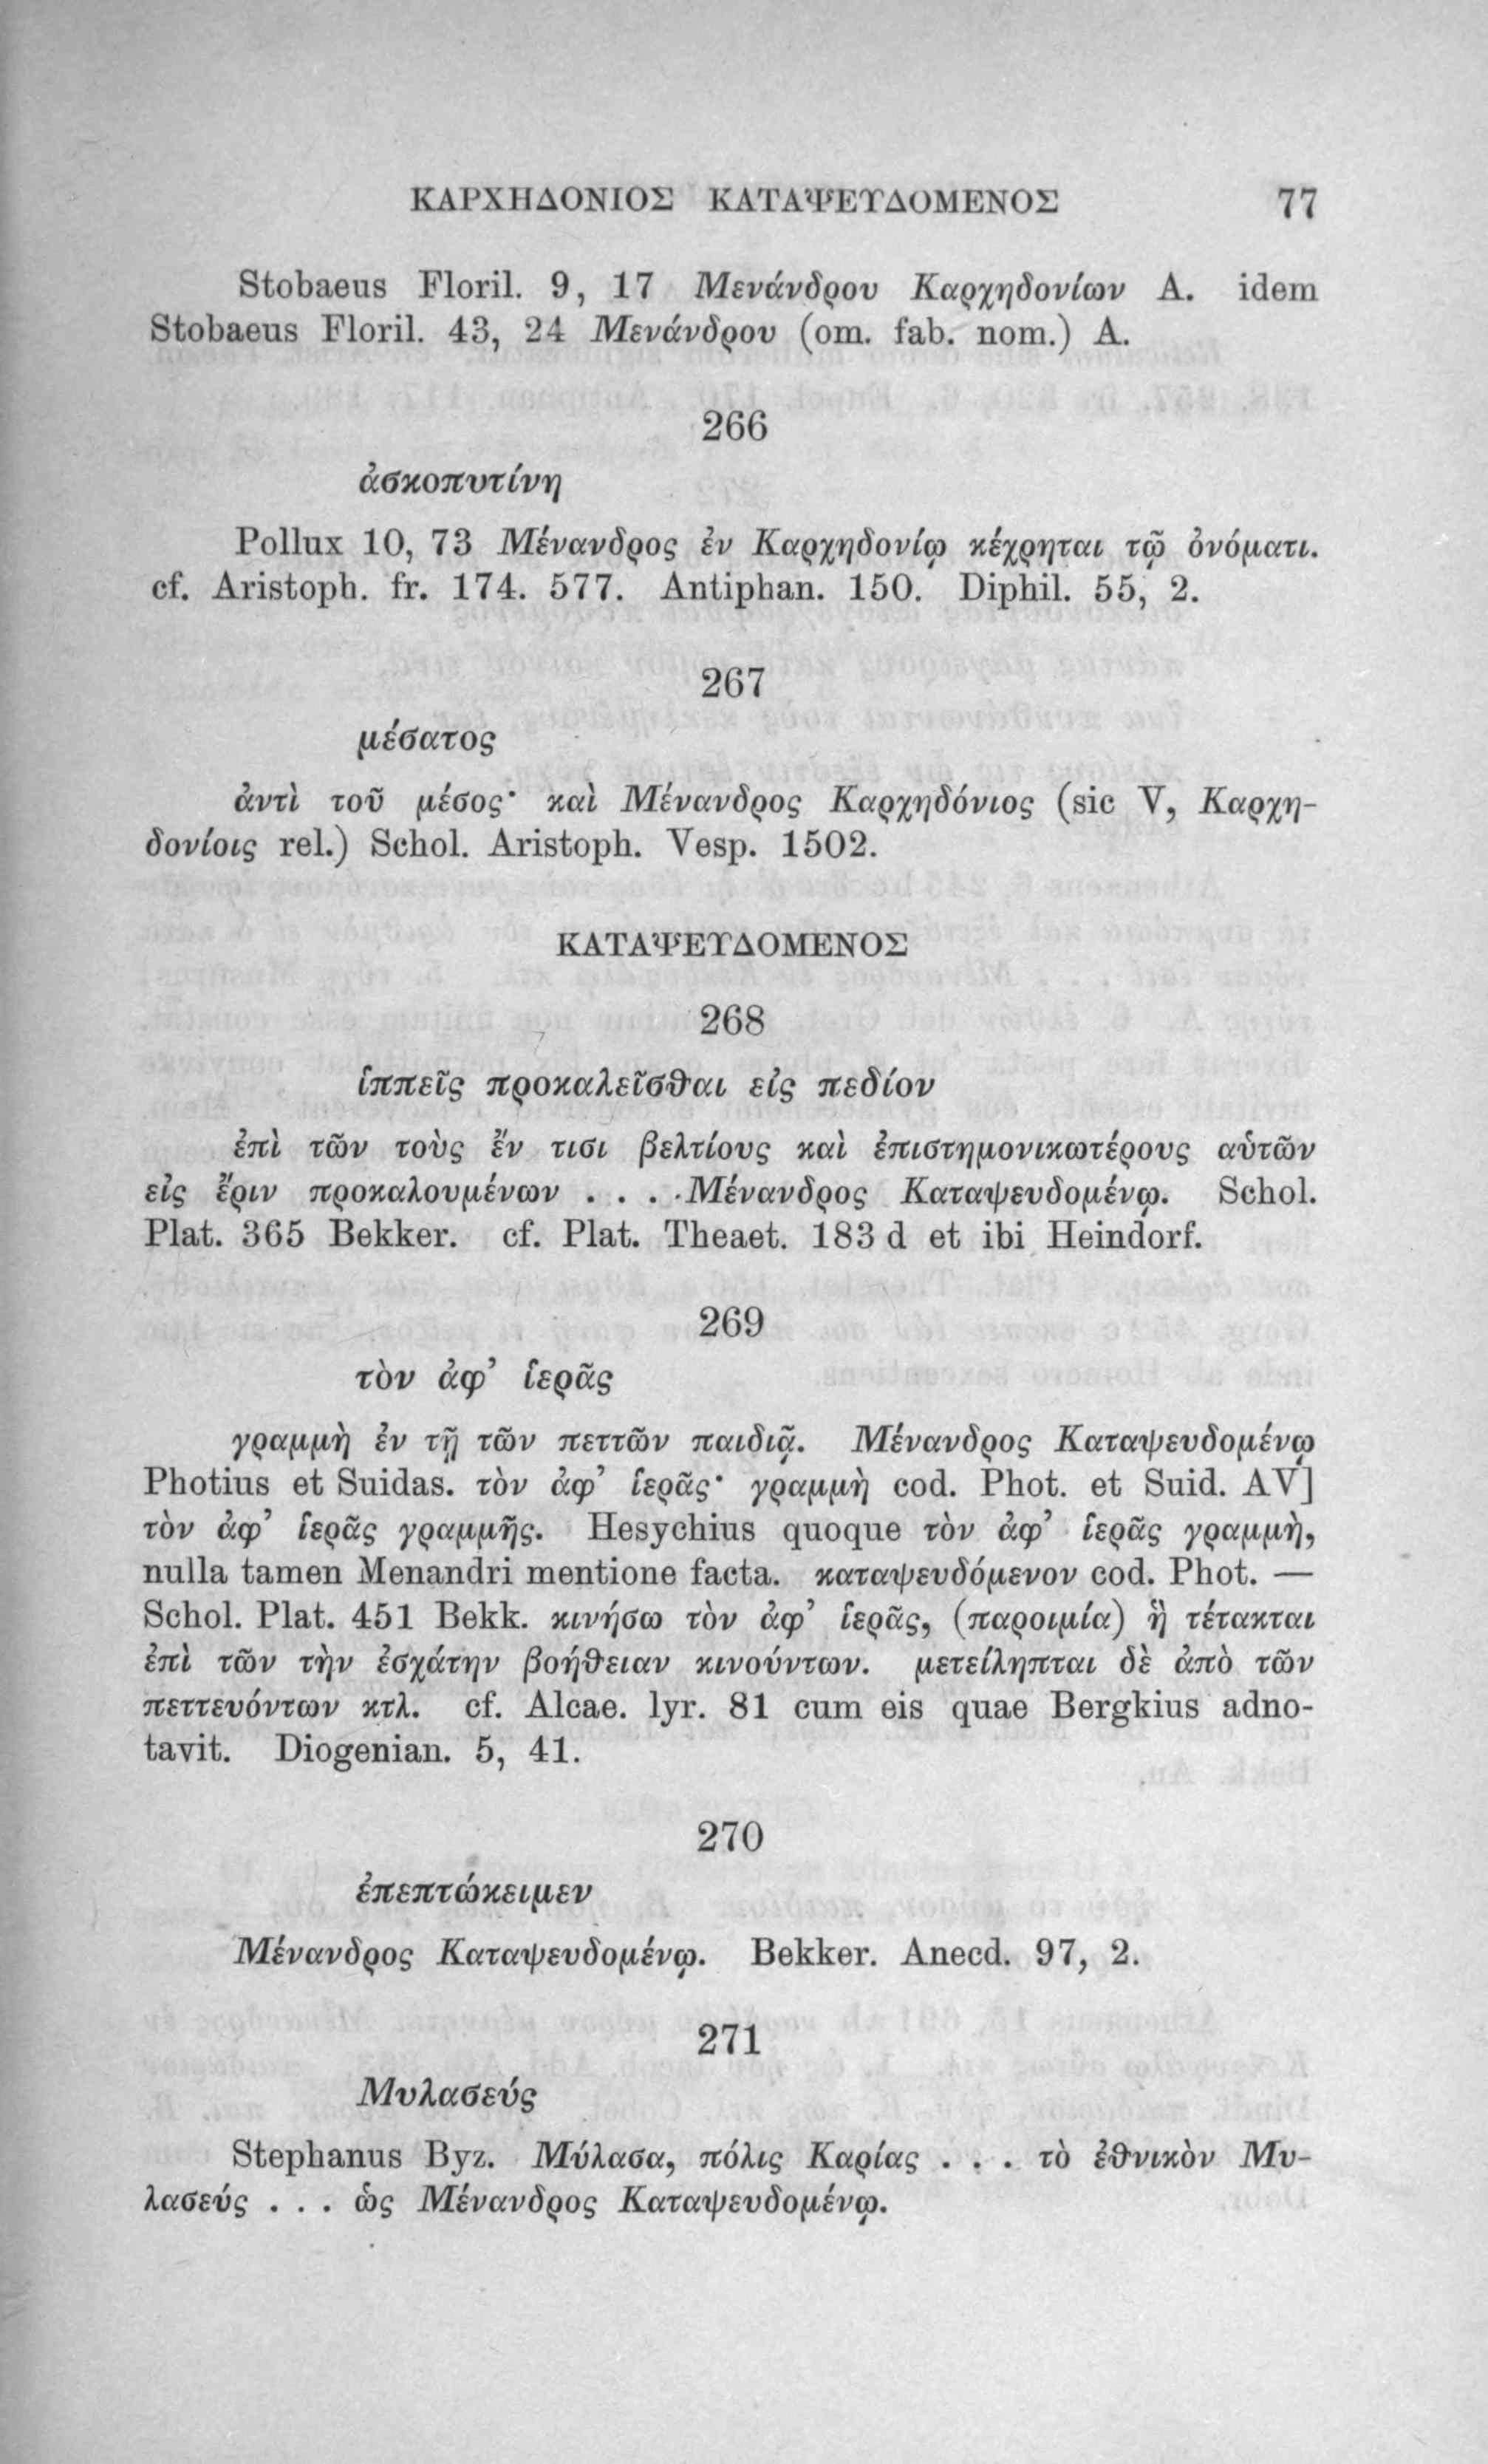 ΚΑΡΧΗΔΟΝΙΟΣ ΚΑΤΑΨΕΥΔΟΜΕΝΟΣ 77
Stobaeus Floril. 9, 17 Μενάνδρου Καρχηδονίων A. idem
Stobaeus Floril. 43, 24 Μενάνδρου (om. fab. nom.) A.
266
ἀσκοπυτίνη
Pollux 10, 73 Μένανδρος ἐν Καρχηδονίῳ κέχρηται τῷ ὀνόματι.
cf. Aristoph. fr. 174. 577. Antiphan. 150. Diphil. 55, 2.
267
μέσατος
ἀντὶ τοῦ μέσος· καὶ Μένανδρος Καρχηδόνιος (sic V, Καρχη-
δονίοις rel.) Schol. Aristoph. Vesp. 1502.
ΚΑΤΑΨΕΥΔΟΜΕΝΟΣ
268
ἱππεῖς προκαλεῖσθαι εἰς πεδίον
ἐπὶ τῶν τοὺς ἔν τισι βελτίους καὶ ἐπιστημονικωτέρους αὑτῶν
εἰς ἔριν προκαλουμένων . . . Μένανδρος Καταψευδομένῳ. Schol.
Plat. 365 Bekker. cf. Plat. Theaet. 183 d et ibi Heindorf.
269
τὸν ἀφ’ ἱερᾶς
γραμμὴ ἐν τῇ τῶν πεττῶν παιδιᾷ. Μένανδρος Καταψευδομένῳ
Photius et Suidas. τὸν ἀφ’ ἱερᾶς· γραμμὴ cod. Phot. et Suid. AV]
τὸν ἀφ’ ἱερᾶς γραμμῆς. Hesychius quoque τὸν ἀφ’ ἱερᾶς γραμμὴ,
nulla tamen Menandri mentione facta. καταψευδόμενον cod. Phot. —
Schol. Plat. 451 Bekk. κινήσω τὸν ἀφ’ ἱερᾶς, (παροιμία) ἣ τέτακται
ἐπὶ τῶν τὴν ἐσχάτην βοήθειαν κινούντων. μετείληπται δὲ ἀπὸ τῶν
πεττευόντων κτλ. cf. Alcae. lyr. 81 cum eis quae Bergkius adno-
tavit. Diogenian. 5, 41.
270
ἐπεπτώκειμεν
Μένανδρος Καταψευδομένῳ. Bekker. Anecd. 97, 2.
271
Μυλασεύς
Stephanus Byz. Μύλασα, πόλις Καρίας . . . τὸ ἐθνικὸν Μυ-
λασεύς . . . ὡς Μένανδρος Καταψευδομένῳ.